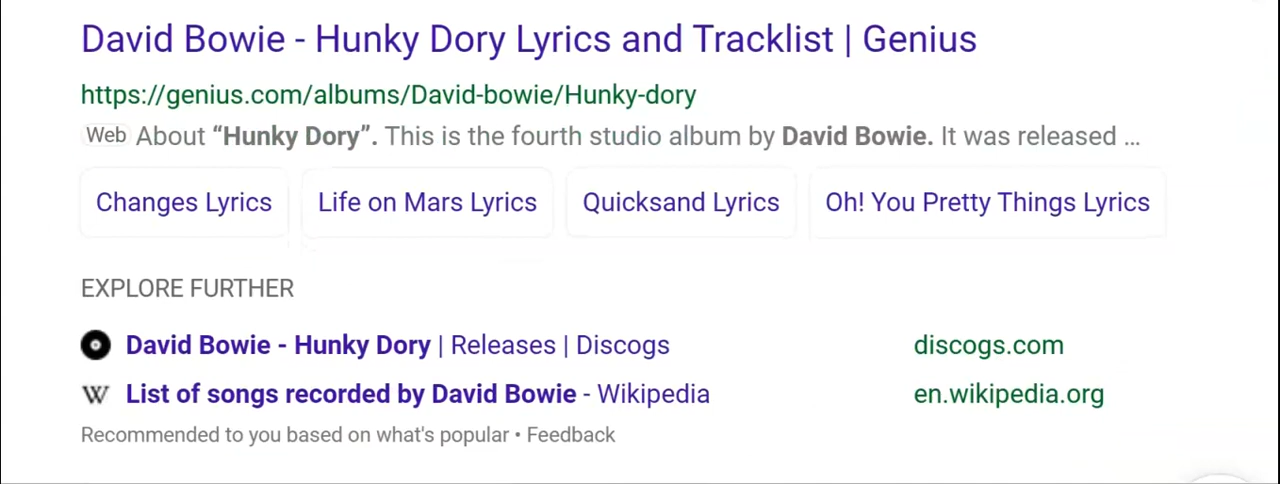 David Bowie - Hunky Dory Lyrics and Tracklist | Genius
https://genius.com/albums/David-bowie/Hunky-dory
Web About “Hunky Dory”. This is the fourth studio album by David Bowie. It was released ...
Changes Lyrics Life on Mars Lyrics Quicksand Lyrics Oh! You Pretty Things Lyrics
EXPLORE FURTHER
David Bowie - Hunky Dory | Releases | Discogs discogs.com
W List of songs recorded by David Bowie - Wikipedia en.wikipedia.org
Recommended to you based on what's popular • Feedback